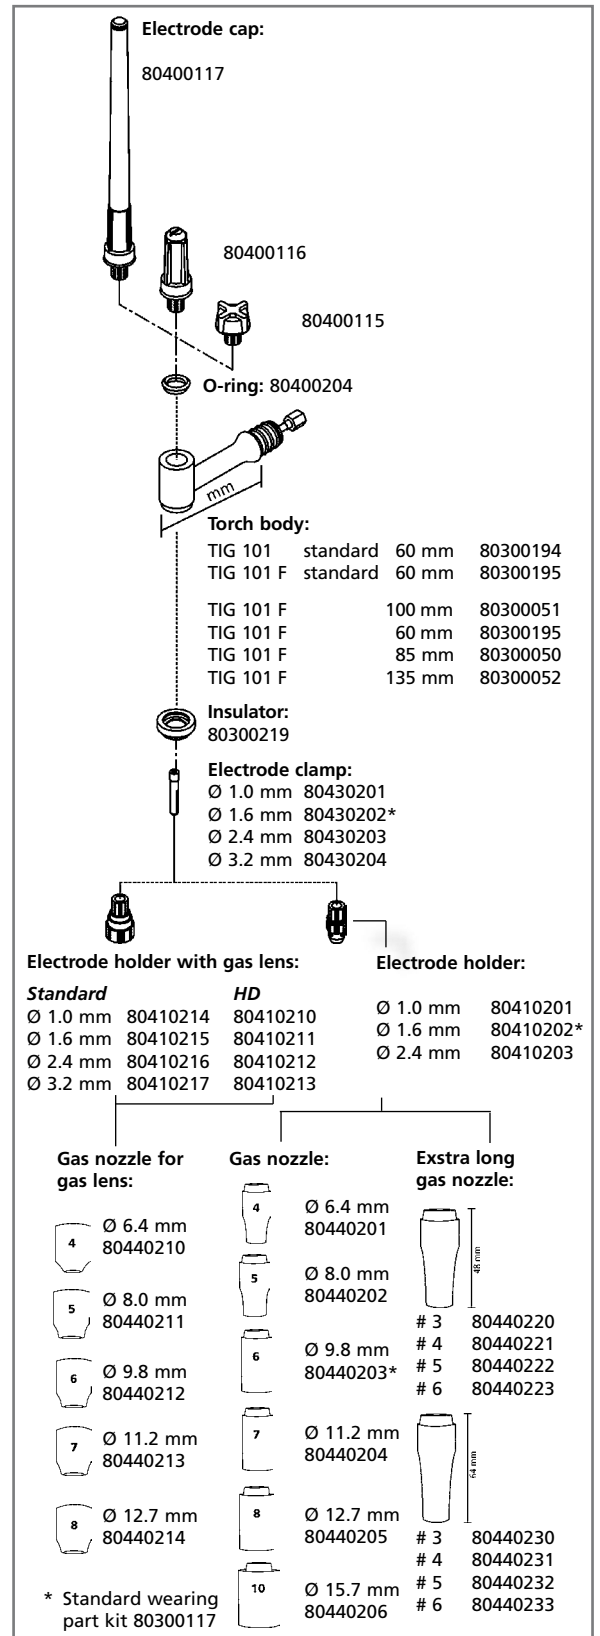 Electrode cap:
80400117
80400116
80400115
O-ring: 80400204
mm
Torch body:
TIG 101 standard 60 mm 80300194
TIG 101 F standard 60 mm 80300195
TIG 101 F 100 mm 80300051
TIG 101 F 60 mm 80300195
TIG 101 F 85 mm 80300050
TIG 101 F 135 mm 80300052
Insulator:
80300219
Electrode clamp:
Ø 1.0 mm 80430201
Ø 1.6 mm 80430202*
Ø 2.4 mm 80430203
Ø 3.2 mm 80430204
Electrode holder with gas lens:
Standard HD
Ø 1.0 mm 80410214 80410210
Ø 1.6 mm 80410215 80410211
Ø 2.4 mm 80410216 80410212
Ø 3.2 mm 80410217 80410213
Electrode holder:
Ø 1.0 mm 80410201
Ø 1.6 mm 80410202*
Ø 2.4 mm 80410203
Gas nozzle for
gas lens:
4 Ø 6.4 mm
80440210
5 Ø 8.0 mm
80440211
6 Ø 9.8 mm
80440212
7 Ø 11.2 mm
80440213
8 Ø 12.7 mm
80440214
* Standard wearing
part kit 80300117
Gas nozzle:
4 Ø 6.4 mm
80440201
5 Ø 8.0 mm
80440202
6 Ø 9.8 mm
80440203*
7 Ø 11.2 mm
80440204
8 Ø 12.7 mm
80440205
10 Ø 15.7 mm
80440206
Exstra long
gas nozzle:
48 mm
# 3 80440220
# 4 80440221
# 5 80440222
# 6 80440223
64 mm
# 3 80440230
# 4 80440231
# 5 80440232
# 6 80440233